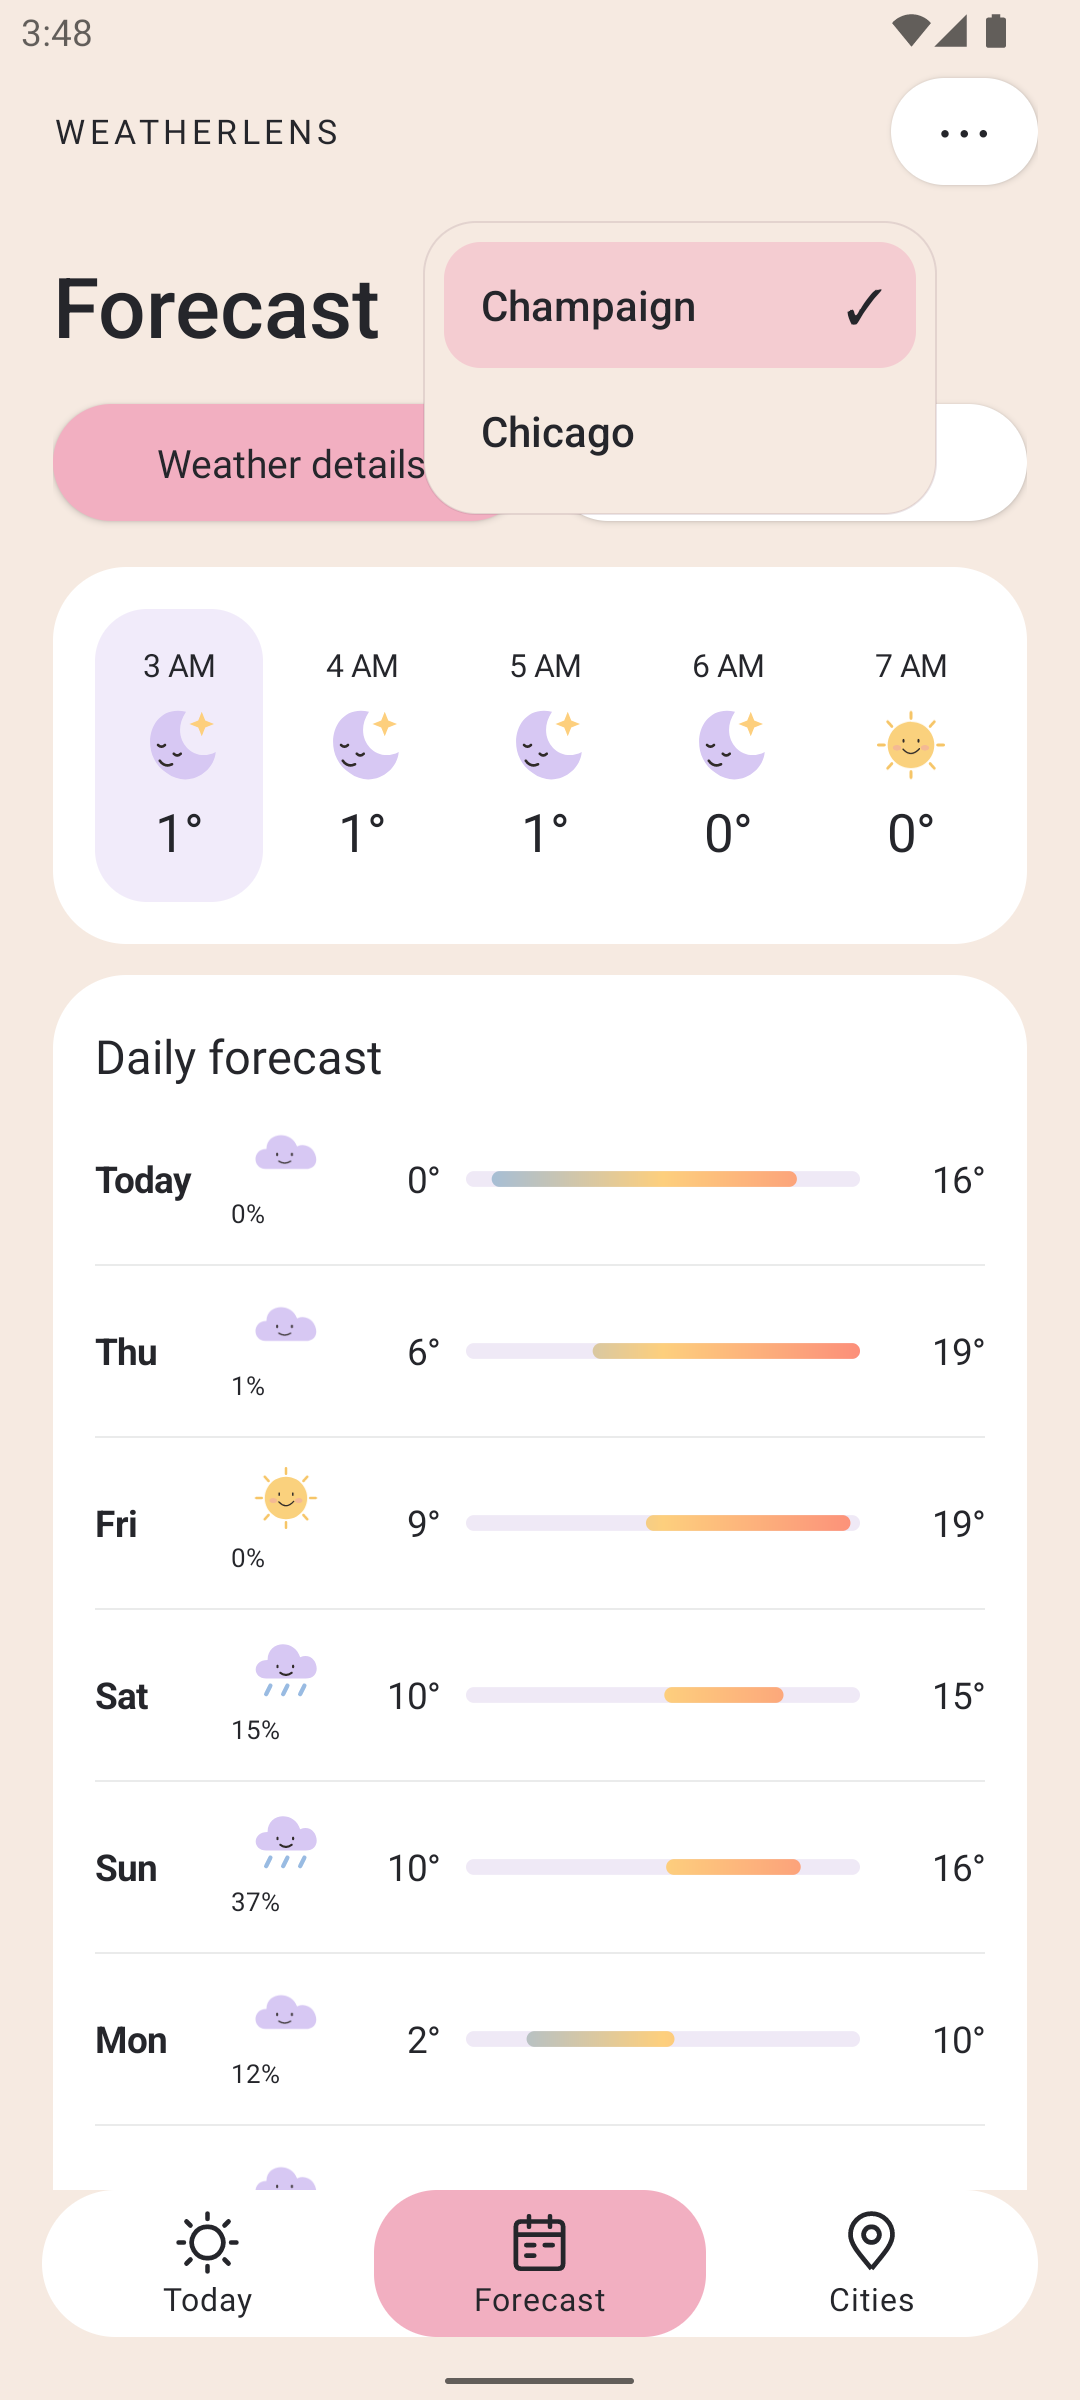 3:48
WEATHERLENS
Forecast
Champaign ✓
Chicago
Weather details
3 AM 4 AM 5 AM 6 AM 7 AM
1° 1° 1° 0° 0°
Daily forecast
Today 0° 16°
0%
Thu 6° 19°
1%
Fri 9° 19°
0%
Sat 10° 15°
15%
Sun 10° 16°
37%
Mon 2° 10°
12%
Today Forecast Cities